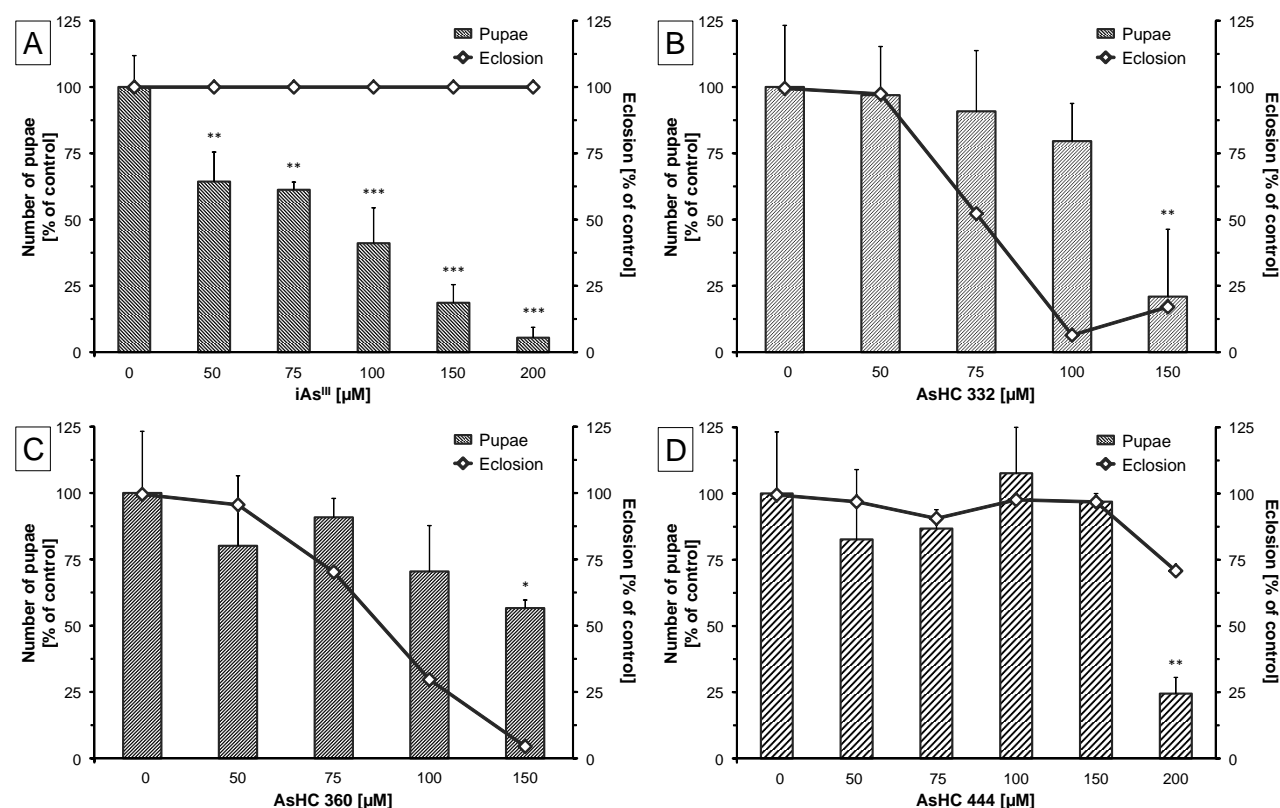 A
Number of pupae
[% of control]
125
100
75
50
25
0
Pupae
Eclosion
**
**
***
***
***
125
100
75
50
25
0
Eclosion [% of control]
0 50 75 100 150 200
iAsᴵᴵᴵ [µM]
B
Number of pupae
[% of control]
125
100
75
50
25
0
Pupae
Eclosion
**
125
100
75
50
25
0
Eclosion [% of control]
0 50 75 100 150
AsHC 332 [µM]
C
Number of pupae
[% of control]
125
100
75
50
25
0
Pupae
Eclosion
*
125
100
75
50
25
0
Eclosion [% of control]
0 50 75 100 150
AsHC 360 [µM]
D
Number of pupae
[% of control]
125
100
75
50
25
0
Pupae
Eclosion
**
125
100
75
50
25
0
Eclosion [% of control]
0 50 75 100 150 200
AsHC 444 [µM]